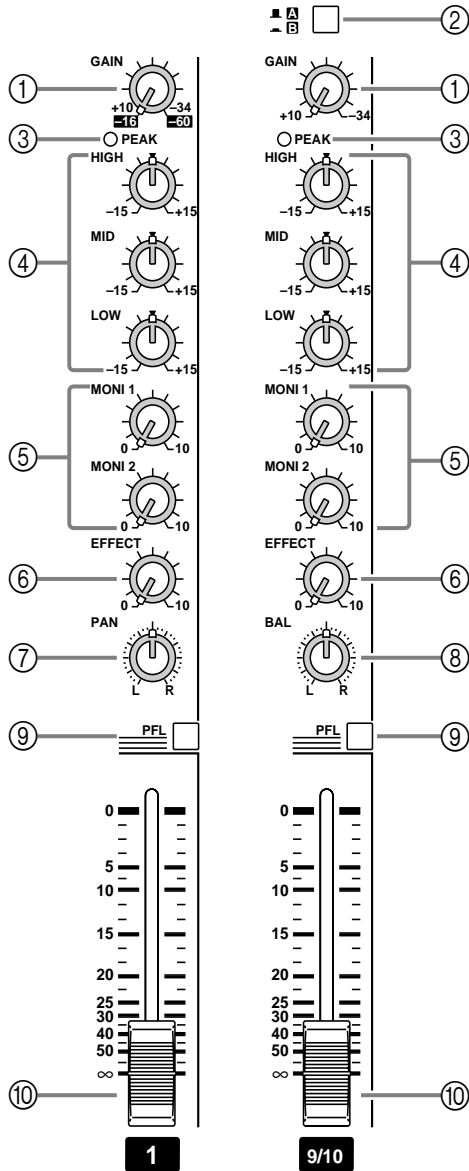 A
B
②
GAIN GAIN
① ①
+10 –34 +10 –34
–16 –60
③ PEAK PEAK ③
HIGH HIGH
–15 +15 –15 +15
④ MID MID ④
–15 +15 –15 +15
LOW LOW
–15 +15 –15 +15
MONI 1 MONI 1
0 10 0 10
⑤ ⑤
MONI 2 MONI 2
0 10 0 10
EFFECT EFFECT
⑥ ⑥
0 10 0 10
PAN BAL
⑦ ⑧
L R L R
⑨ PFL PFL ⑨
0 0
5 5
10 10
15 15
20 20
25 25
30 30
40 40
50 50
∞ ∞
⑩ ⑩
1 9/10